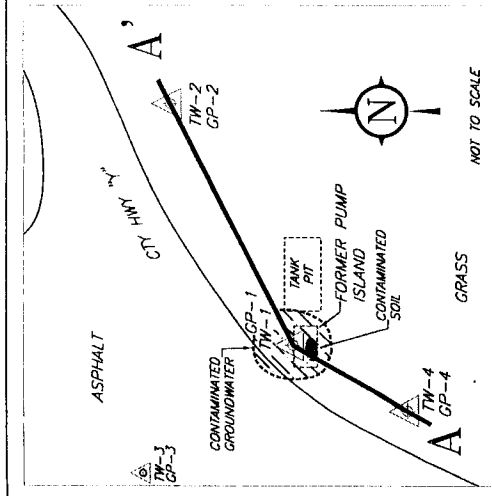 A'
TW-2
GP-2
CTY HWY "Y"
ASPHALT
N
NOT TO SCALE
TANK
PIT
FORMER PUMP
ISLAND
GP-1
TW-1
CONTAMINATED
SOIL
CONTAMINATED
GROUNDWATER
GRASS
TW-3
GP-3
TW-4
GP-4
A